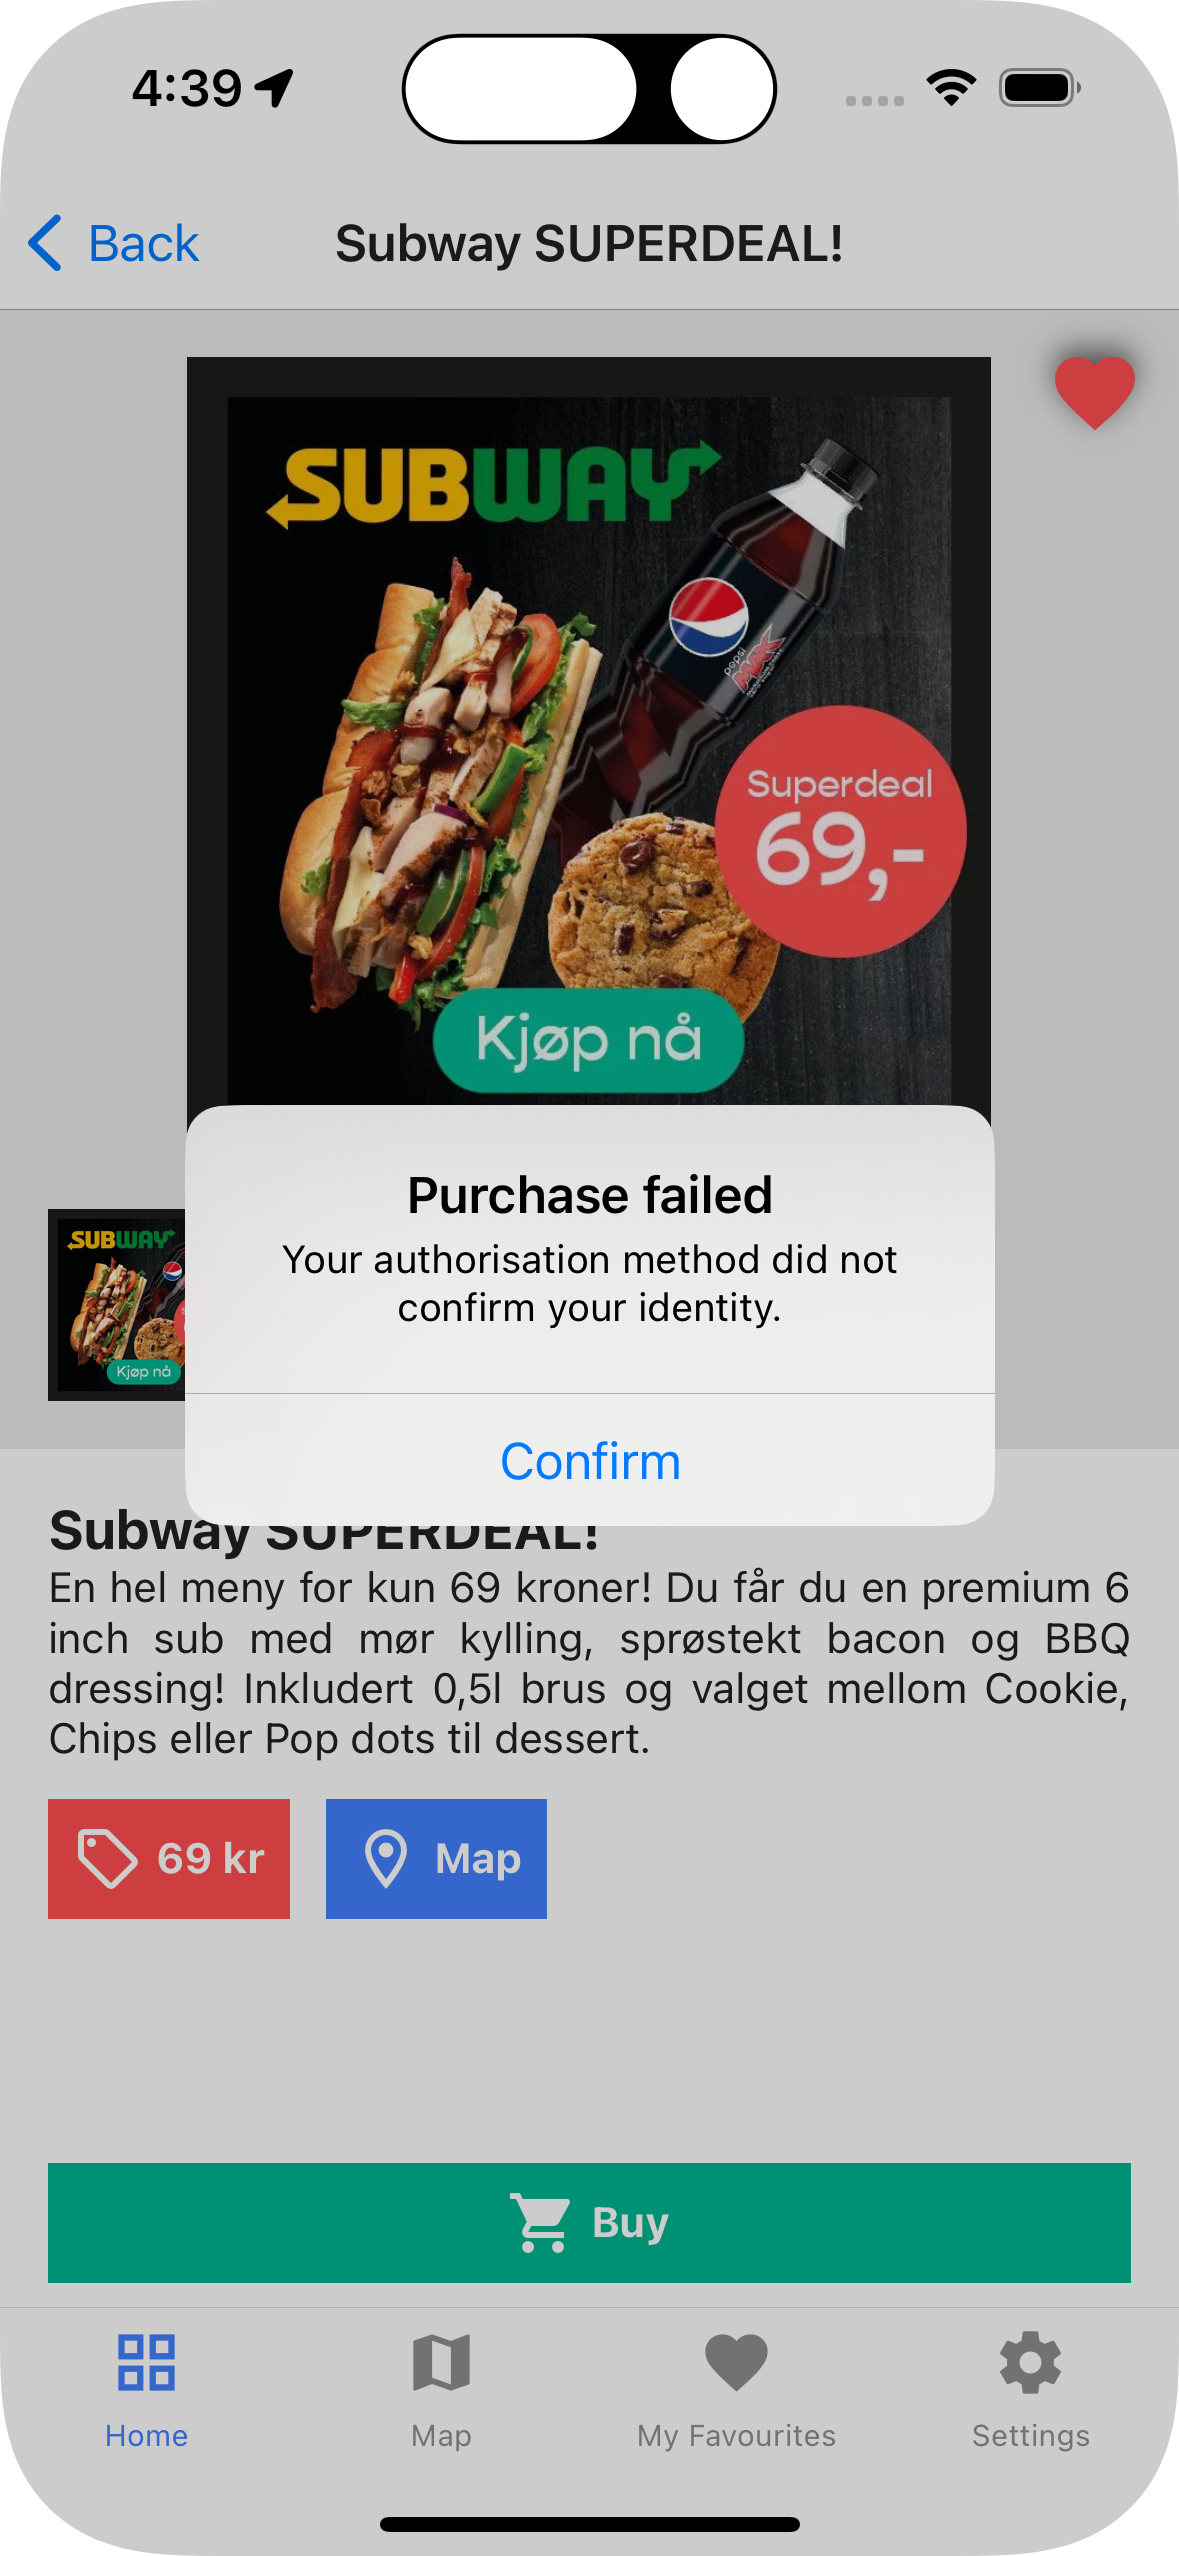 4:39
Back
Subway SUPERDEAL!
SUBWAY
pepsi
MAX
Superdeal
69,-
Kjøp nå
Purchase failed
Your authorisation method did not
confirm your identity.
Confirm
SUBWAY
Kjøp nå
Subway SUPERDEAL!
En hel meny for kun 69 kroner! Du får du en premium 6
inch sub med mør kylling, sprøstekt bacon og BBQ
dressing! Inkludert 0,5l brus og valget mellom Cookie,
Chips eller Pop dots til dessert.
69 kr
Map
Buy
Home
Map
My Favourites
Settings